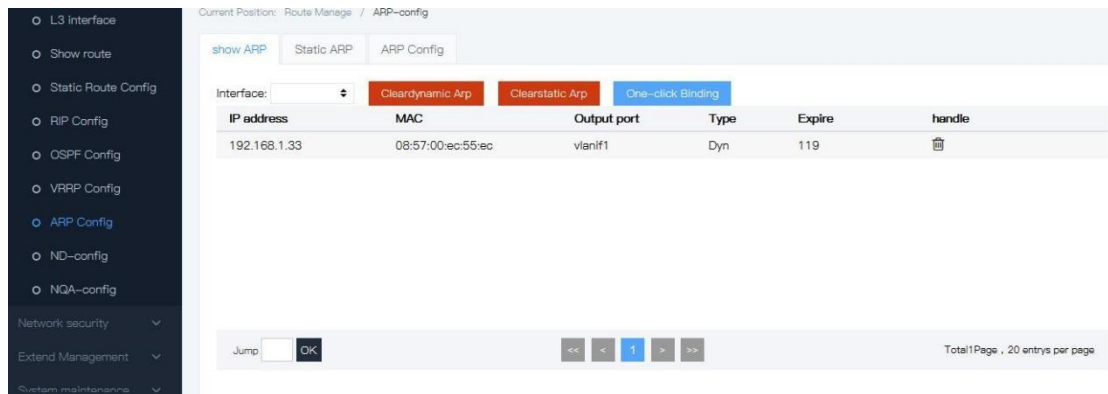 L3 interface
Show route
Static Route Config
RIP Config
OSPF Config
VRRP Config
ARP Config
ND-config
NQA-config
Network security
Extend Management
System maintenance
Current Position: Route Manage / ARP-config
show ARP Static ARP ARP Config
Interface: Cleardynamic Arp Clearstatic Arp One-click Binding
IP address MAC Output port Type Expire handle
192.168.1.33 08:57:00:ec:55:ec vlanif1 Dyn 119
Jump OK << < 1 > >> Total1Page , 20 entrys per page